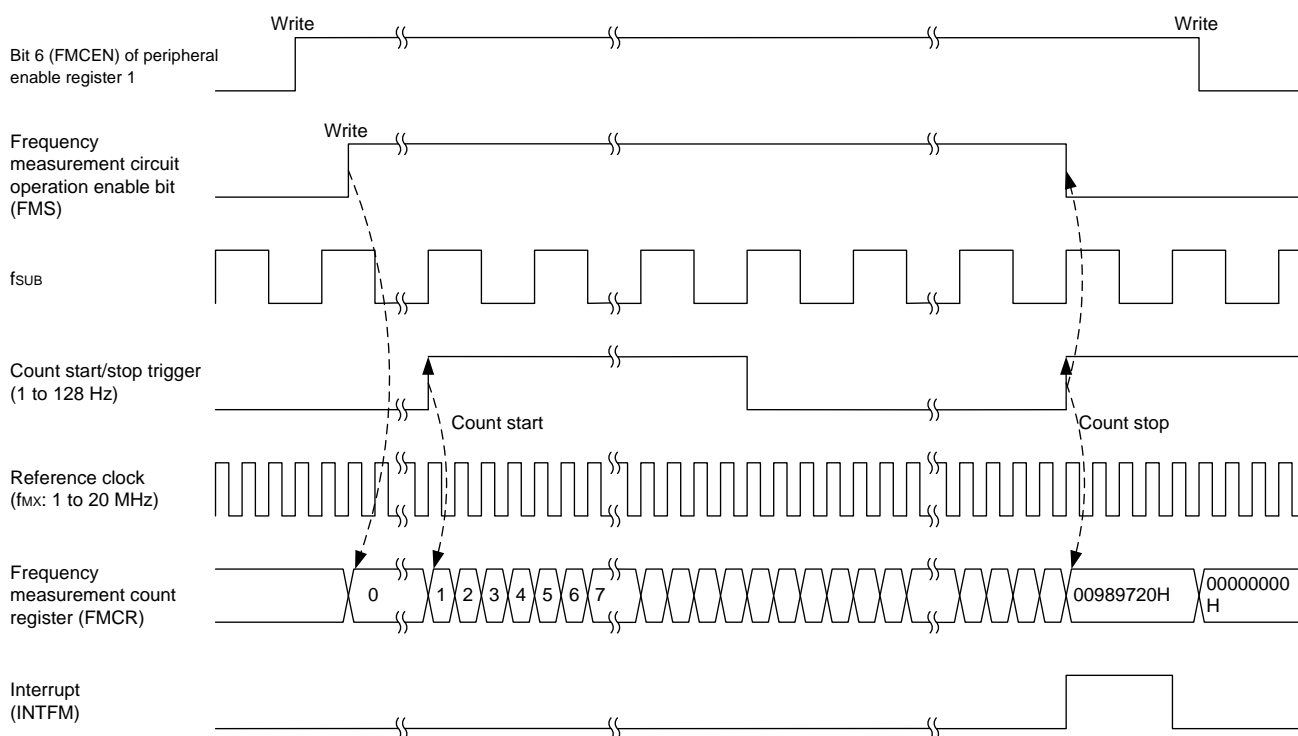 Write
Write
Bit 6 (FMCEN) of peripheral
enable register 1
Write
Frequency
measurement circuit
operation enable bit
(FMS)
fSUB
Count start/stop trigger
(1 to 128 Hz)
Count start
Count stop
Reference clock
(fMX: 1 to 20 MHz)
Frequency
measurement count
register (FMCR)
0
1
2
3
4
5
6
7
00989720H
00000000
H
Interrupt
(INTFM)